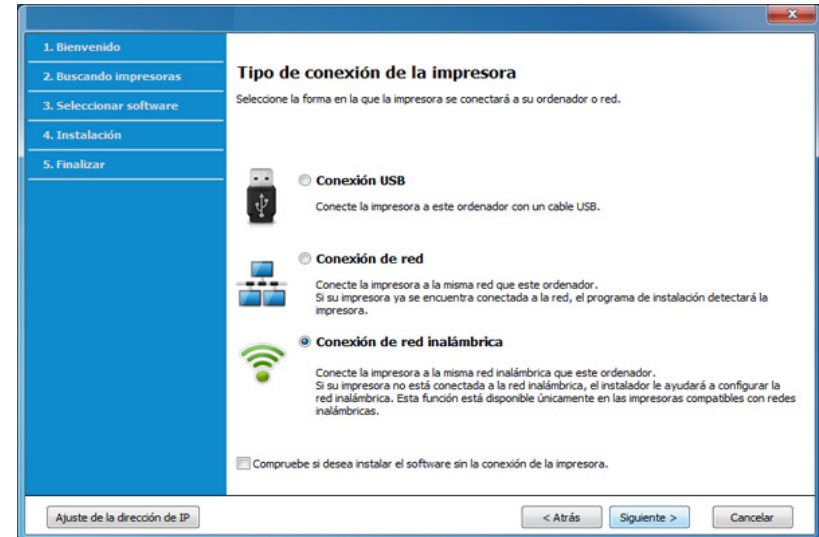 1. Bienvenido
2. Buscando impresoras
3. Seleccionar software
4. Instalación
5. Finalizar
Tipo de conexión de la impresora
Seleccione la forma en la que la impresora se conectará a su ordenador o red.
Conexión USB
Conecte la impresora a este ordenador con un cable USB.
Conexión de red
Conecte la impresora a la misma red que este ordenador.
Si su impresora ya se encuentra conectada a la red, el programa de instalación detectará la
impresora.
Conexión de red inalámbrica
Conecte la impresora a la misma red inalámbrica que este ordenador.
Si su impresora no está conectada a la red inalámbrica, el instalador le ayudará a configurar la
red inalámbrica. Esta función está disponible únicamente en las impresoras compatibles con redes
inalámbricas.
Compruebe si desea instalar el software sin la conexión de la impresora.
Ajuste de la dirección de IP
< Atrás
Siguiente >
Cancelar